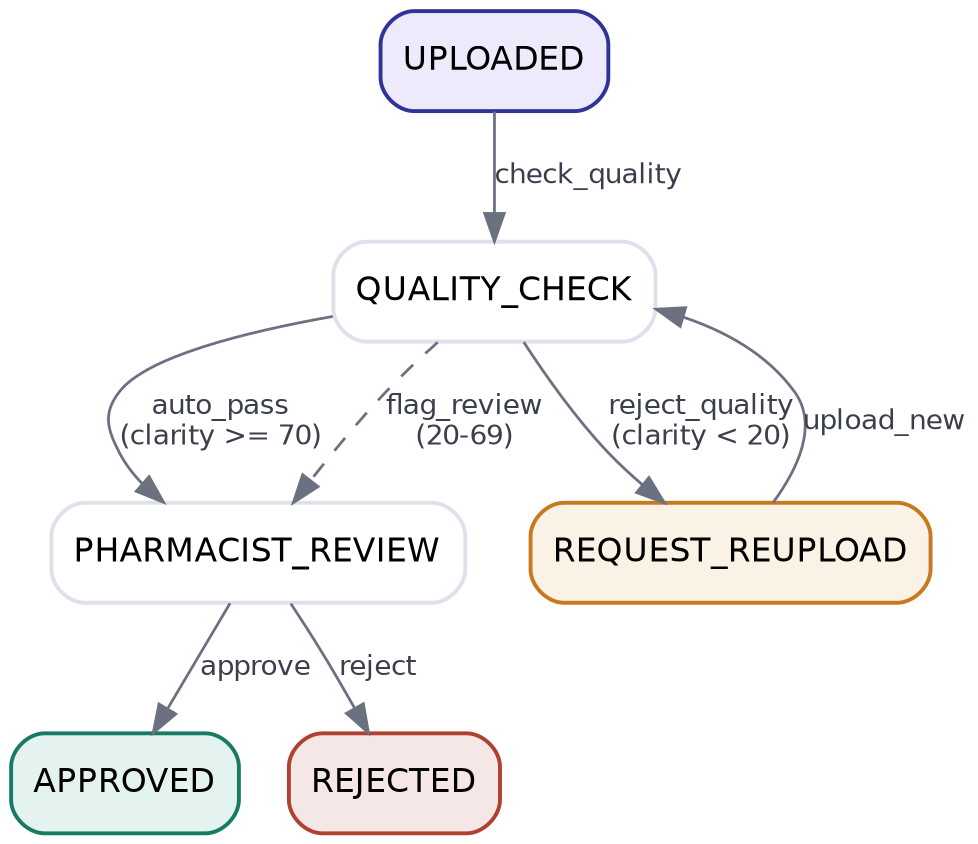 UPLOADED
check_quality
QUALITY_CHECK
auto_pass
(clarity >= 70)
flag_review
(20-69)
reject_quality
(clarity < 20)
upload_new
PHARMACIST_REVIEW
REQUEST_REUPLOAD
approve
reject
APPROVED
REJECTED